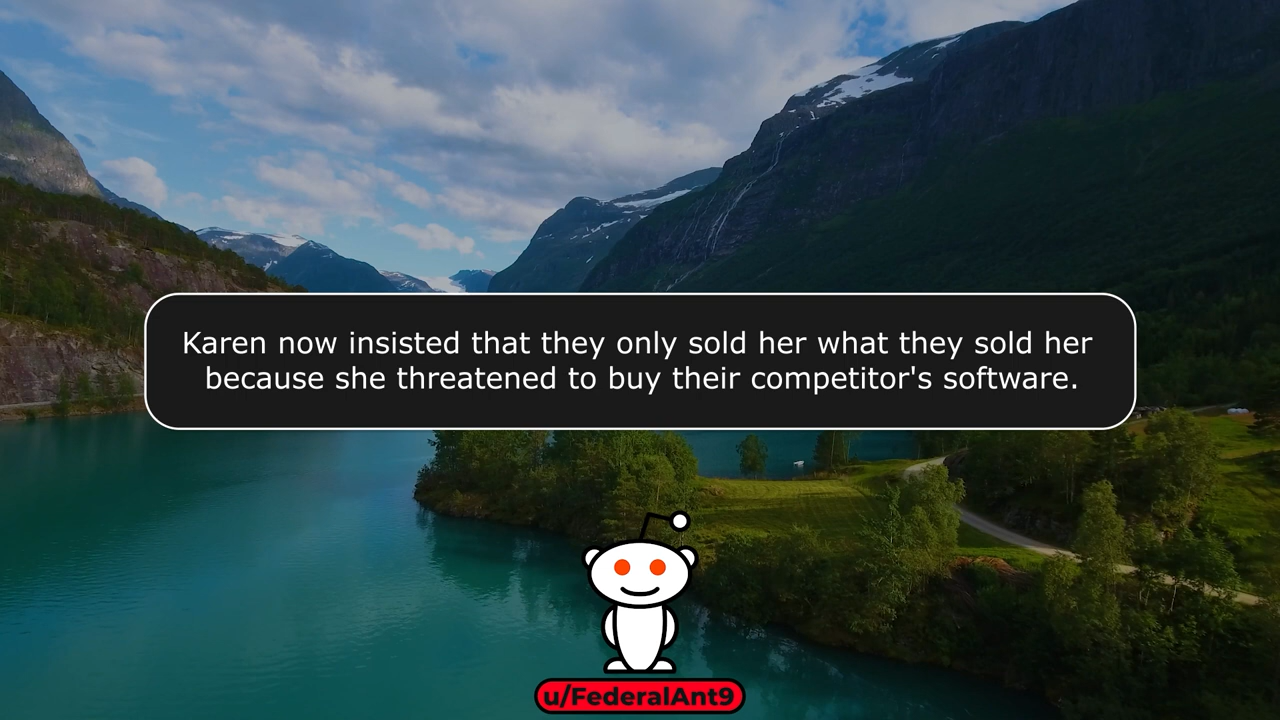 Karen now insisted that they only sold her what they sold her
because she threatened to buy their competitor's software.
u/FederalAnt9